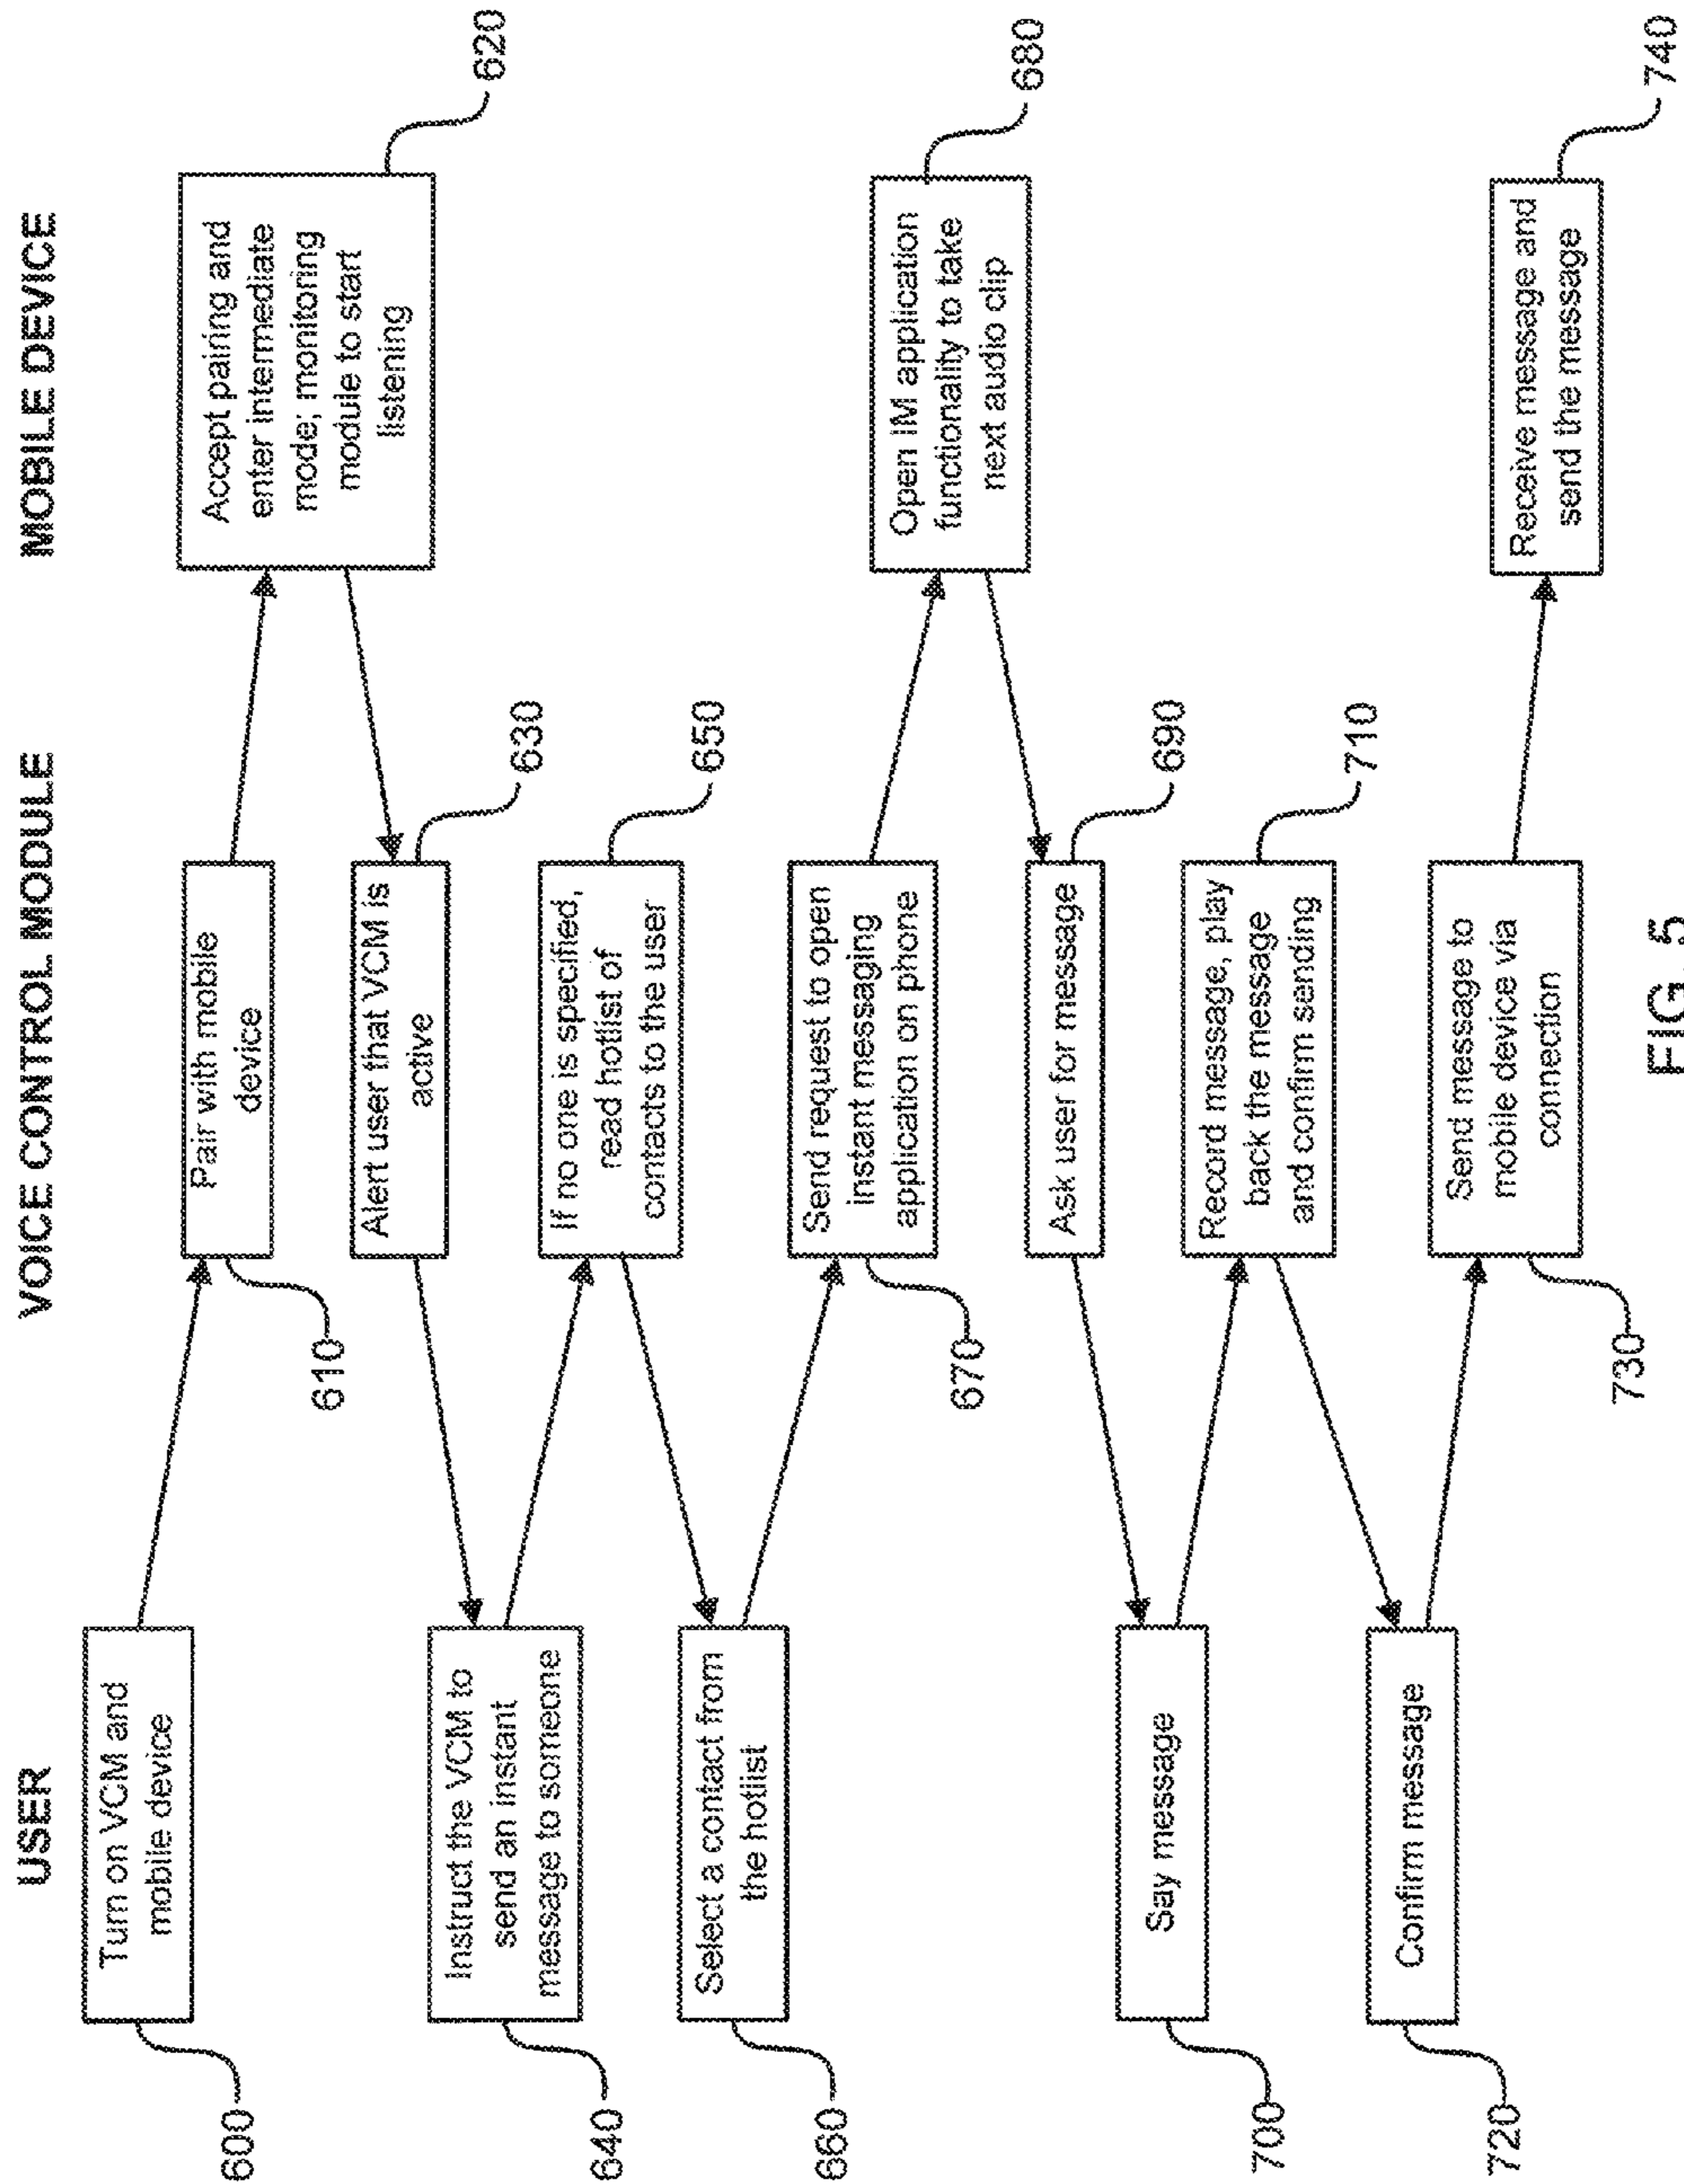 USER
VOICE CONTROL MODULE
MOBILE DEVICE
Turn on VCM and
mobile device
600
Pair with mobile
device
610
Accept pairing and
enter intermediate
mode; monitoring
module to start
listening
620
Alert user that VCM is
active
630
Instruct the VCM to
send an instant
message to someone
640
If no one is specified,
read hotlist of
contacts to the user
650
Select a contact from
the hotlist
660
Send request to open
instant messaging
application on phone
670
Open IM application
functionality to take
next audio clip
680
Ask user for message
690
Say message
700
Record message, play
back the message
and confirm sending
710
Confirm message
720
Send message to
mobile device via
connection
730
Receive message and
send the message
740
FIG. 5